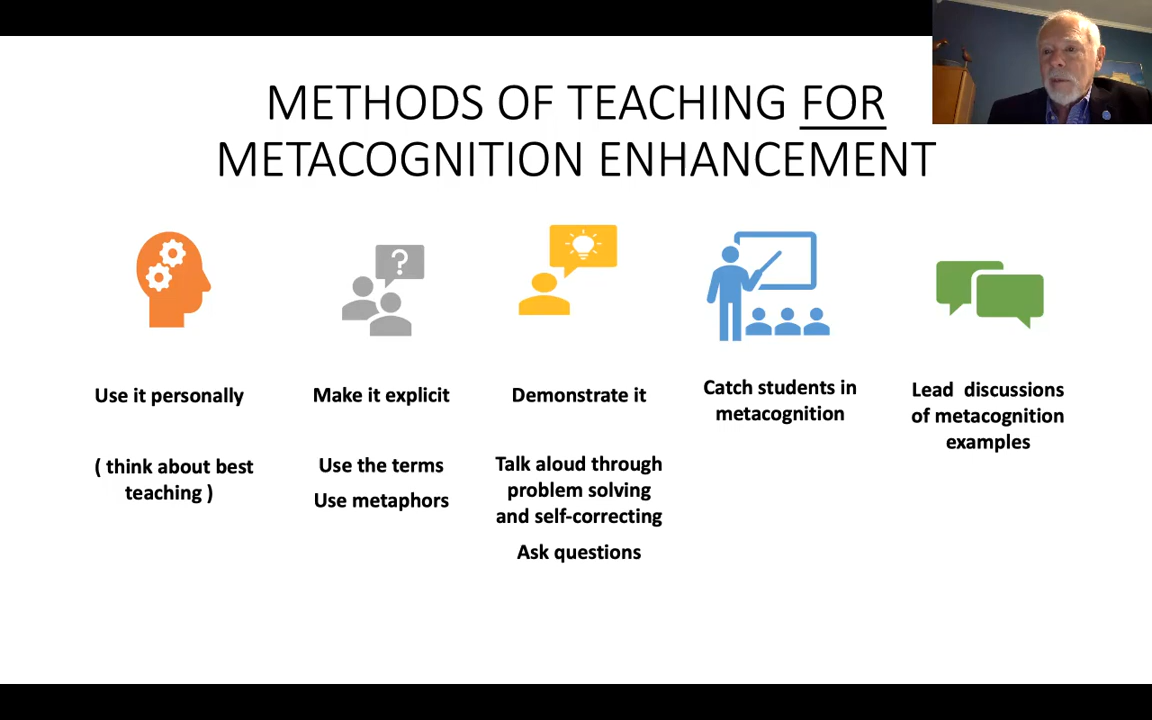 METHODS OF TEACHING FOR
METACOGNITION ENHANCEMENT
?
Use it personally
( think about best
teaching )
Make it explicit
Use the terms
Use metaphors
Demonstrate it
Talk aloud through
problem solving
and self-correcting
Ask questions
Catch students in
metacognition
Lead  discussions
of metacognition
examples